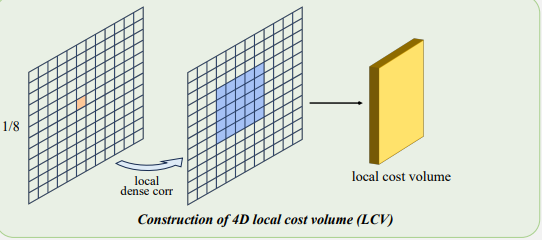 1/8
local
dense corr
local cost volume
Construction of 4D local cost volume (LCV)